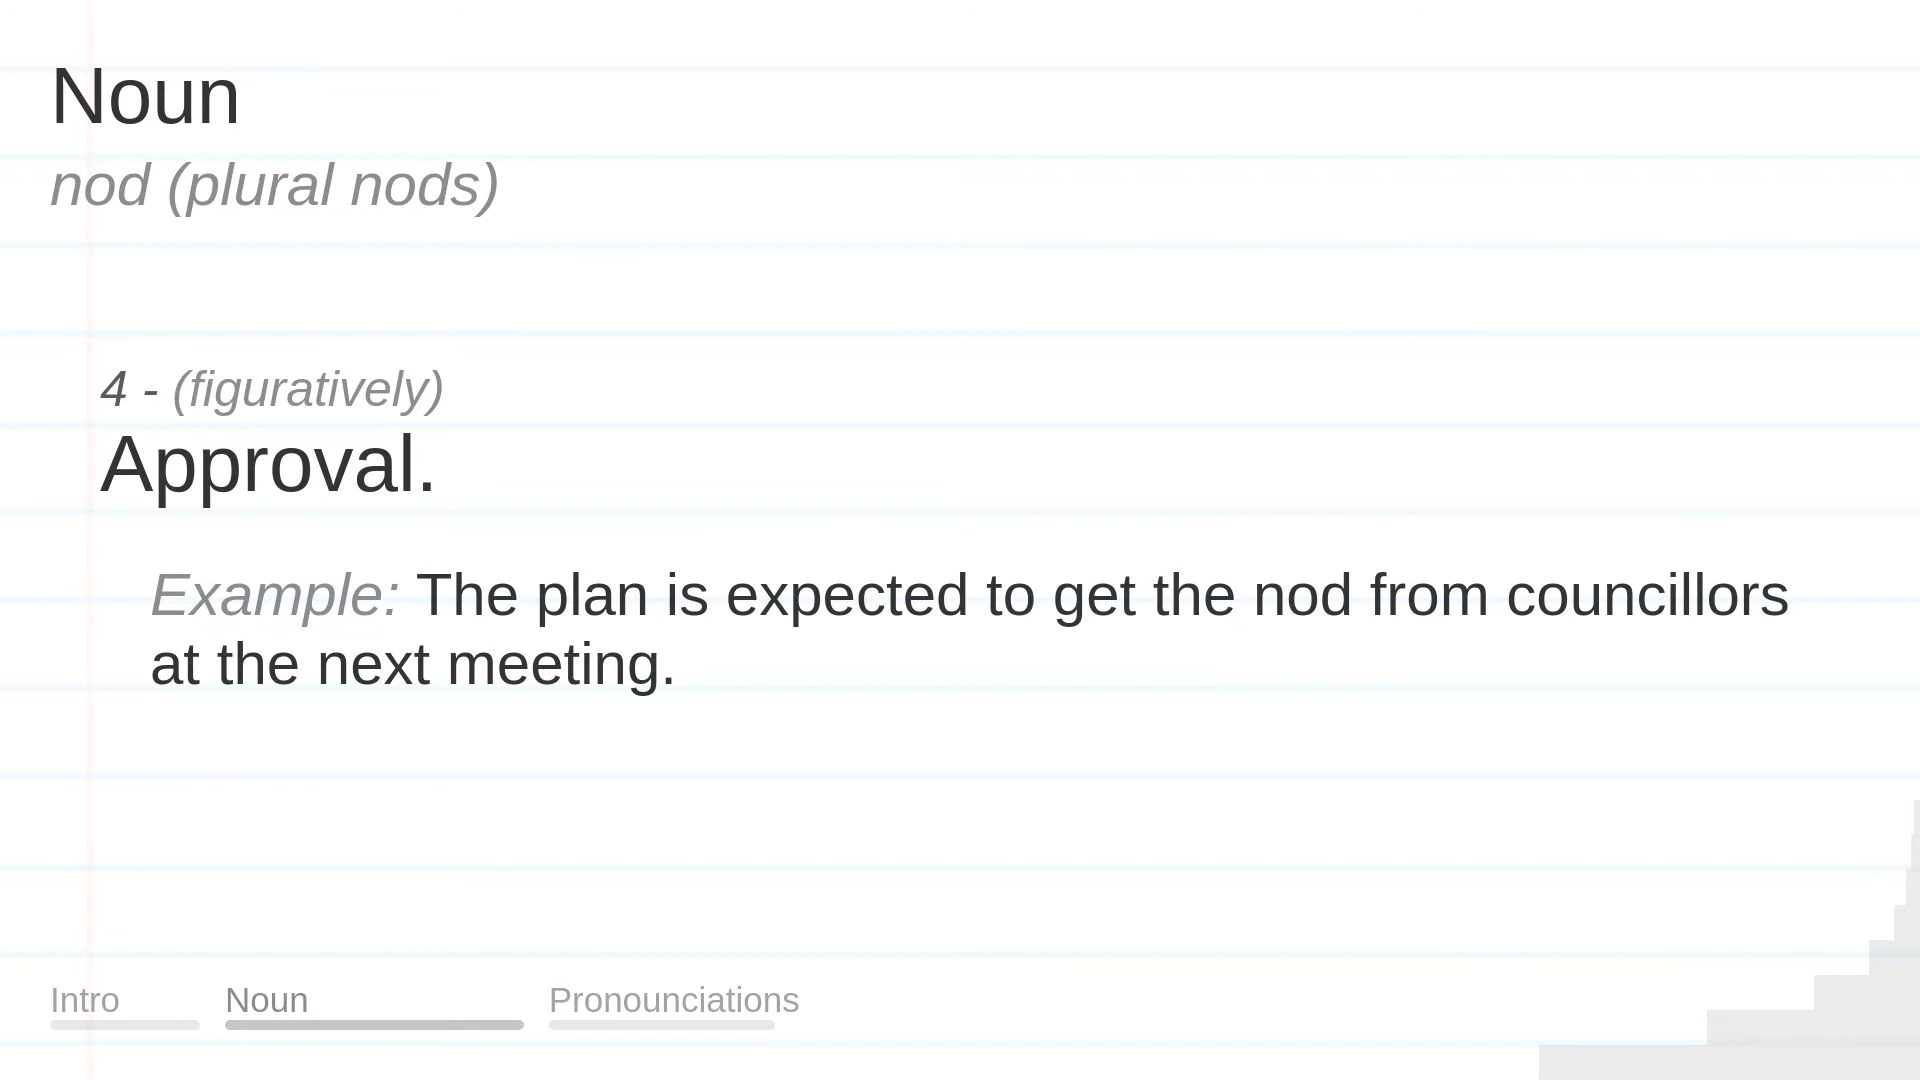 Noun
nod (plural nods)
4 - (figuratively)
Approval.
Example: The plan is expected to get the nod from councillors
at the next meeting.
Intro Noun Pronounciations